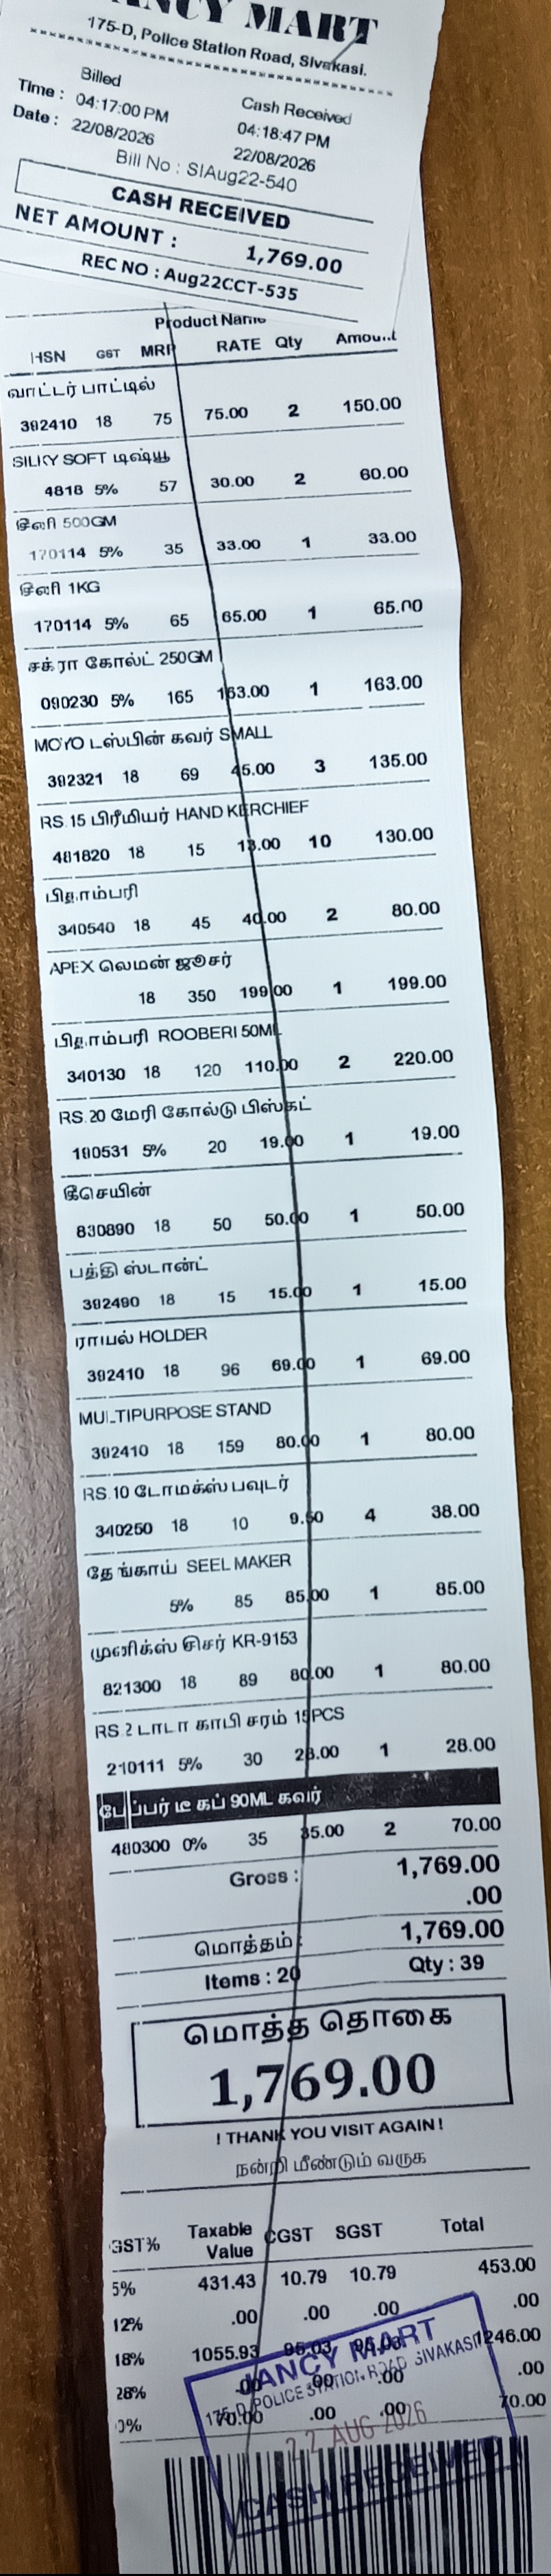 MART
175-D, Police Station Road, Sivakasi.
Billed Cash Received
Time : 04:17:00 PM 04:18:47 PM
Date : 22/08/2026 22/08/2026
Bill No : SIAug22-540
CASH RECEIVED
NET AMOUNT : 1,769.00
REC NO : Aug22CCT-535
Product Name
HSN GST MRP RATE Qty Amount
வாட்டர் பாட்டில்
392410 18 75 75.00 2 150.00
SILKY SOFT டிஷ்யூ
4818 5% 57 30.00 2 60.00
500GM
170114 5% 35 33.00 1 33.00
1KG
170114 5% 65 65.00 1 65.00
சக்ரா கோல்ட் 250GM
090230 5% 165 163.00 1 163.00
MOYO டஸ்பின் கவர் SMALL
392321 18 69 45.00 3 135.00
RS.15 பிரீமியர் HAND KERCHIEF
481820 18 15 13.00 10 130.00
பிதாம்பரி
340540 18 45 40.00 2 80.00
APEX லெமன் ஜூசர்
18 350 199.00 1 199.00
பிதாம்பரி ROOBERI 50ML
340130 18 120 110.00 2 220.00
RS.20 மேரி கோல்டு பிஸ்கட்
190531 5% 20 19.00 1 19.00
கீசெயின்
830890 18 50 50.00 1 50.00
பத்தி ஸ்டான்ட்
392490 18 15 15.00 1 15.00
ராயல் HOLDER
392410 18 96 69.00 1 69.00
MULTIPURPOSE STAND
392410 18 159 80.00 1 80.00
RS.10 டோமக்ஸ் பவுடர்
340250 18 10 9.50 4 38.00
தேங்காய் SEEL MAKER
5% 85 85.00 1 85.00
முனிக்ஸ் சிசர் KR-9153
821300 18 89 80.00 1 80.00
RS.2 டாடா காபி சரம் 15PCS
210111 5% 30 28.00 1 28.00
பேப்பர் டீ கப் 90ML கவர்
480300 0% 35 35.00 2 70.00
Gross : 1,769.00
.00
மொத்தம் : 1,769.00
Items : 20 Qty : 39
மொத்த தொகை
1,769.00
! THANK YOU VISIT AGAIN !
நன்றி மீண்டும் வருக
GST% Taxable Value CGST SGST Total
5% 431.43 10.79 10.79 453.00
12% .00 .00 .00 .00
18% 1055.93 95.03 95.03 1246.00
28% .00 .00 .00 .00
0% 70.00 .00 .00 70.00
JANCY MART
175-D, POLICE STATION ROAD SIVAKASI
22 AUG 2026
CASH RECEIVED